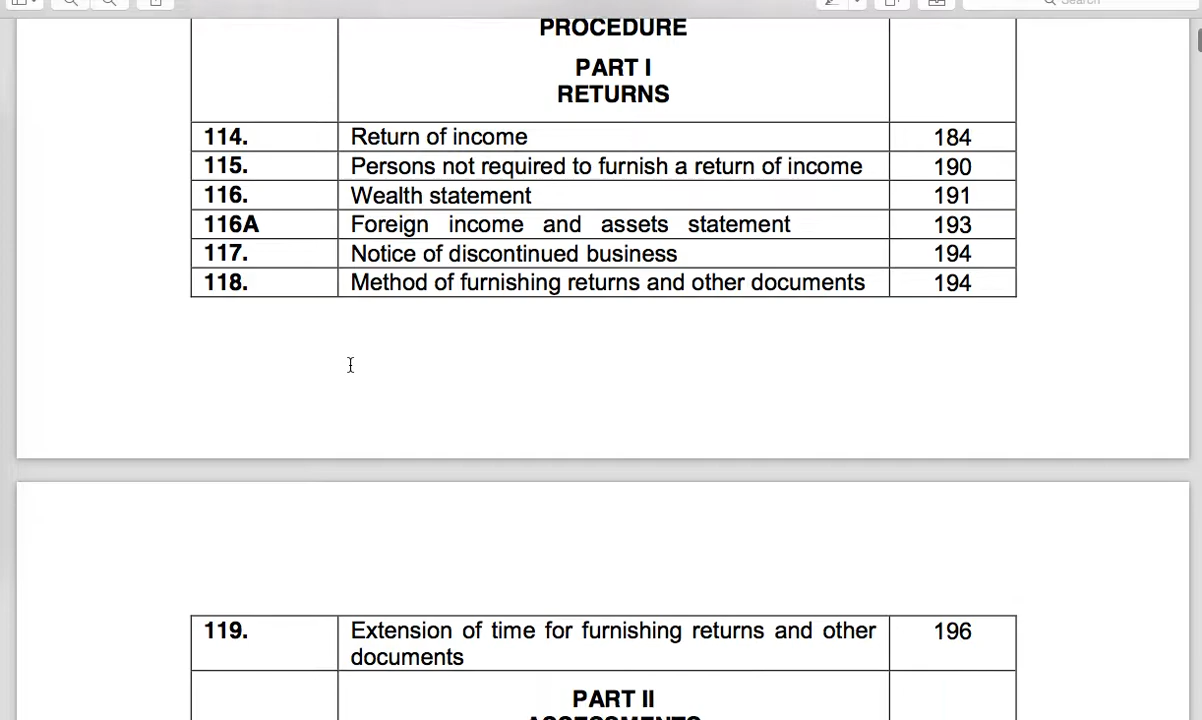 Search
PROCEDURE
PART I
RETURNS
114. Return of income 184
115. Persons not required to furnish a return of income 190
116. Wealth statement 191
116A Foreign income and assets statement 193
117. Notice of discontinued business 194
118. Method of furnishing returns and other documents 194
119. Extension of time for furnishing returns and other 196
documents
PART II
ASSESSMENTS